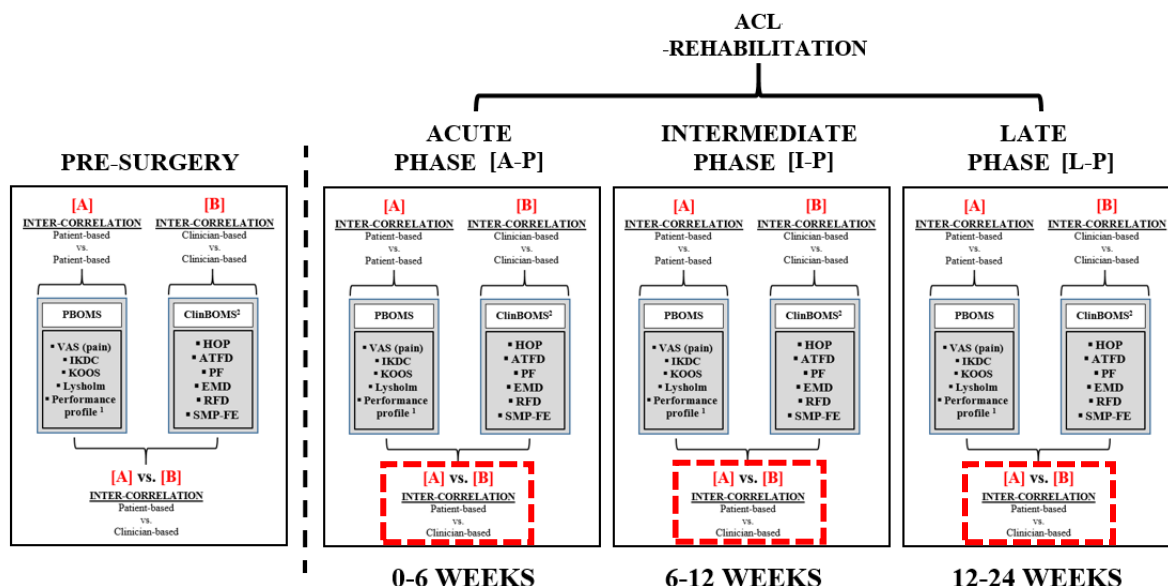 ACL
-REHABILITATION
PRE-SURGERY
[A]
INTER-CORRELATION
Patient-based
vs.
Patient-based
[B]
INTER-CORRELATION
Clinician-based
vs.
Clinician-based
PBOMS
▪ VAS (pain)
▪ IKDC
▪ KOOS
▪ Lysholm
▪ Performance
profile ¹
ClinBOMS²
▪ HOP
▪ ATFD
▪ PF
▪ EMD
▪ RFD
▪ SMP-FE
[A] vs. [B]
INTER-CORRELATION
Patient-based
vs.
Clinician-based
ACUTE
PHASE [A-P]
[A]
INTER-CORRELATION
Patient-based
vs.
Patient-based
[B]
INTER-CORRELATION
Clinician-based
vs.
Clinician-based
PBOMS
▪ VAS (pain)
▪ IKDC
▪ KOOS
▪ Lysholm
▪ Performance
profile ¹
ClinBOMS²
▪ HOP
▪ ATFD
▪ PF
▪ EMD
▪ RFD
▪ SMP-FE
[A] vs. [B]
INTER-CORRELATION
Patient-based
vs.
Clinician-based
0-6 WEEKS
INTERMEDIATE
PHASE [I-P]
[A]
INTER-CORRELATION
Patient-based
vs.
Patient-based
[B]
INTER-CORRELATION
Clinician-based
vs.
Clinician-based
PBOMS
▪ VAS (pain)
▪ IKDC
▪ KOOS
▪ Lysholm
▪ Performance
profile ¹
ClinBOMS²
▪ HOP
▪ ATFD
▪ PF
▪ EMD
▪ RFD
▪ SMP-FE
[A] vs. [B]
INTER-CORRELATION
Patient-based
vs.
Clinician-based
6-12 WEEKS
LATE
PHASE [L-P]
[A]
INTER-CORRELATION
Patient-based
vs.
Patient-based
[B]
INTER-CORRELATION
Clinician-based
vs.
Clinician-based
PBOMS
▪ VAS (pain)
▪ IKDC
▪ KOOS
▪ Lysholm
▪ Performance
profile ¹
ClinBOMS²
▪ HOP
▪ ATFD
▪ PF
▪ EMD
▪ RFD
▪ SMP-FE
[A] vs. [B]
INTER-CORRELATION
Patient-based
vs.
Clinician-based
12-24 WEEKS